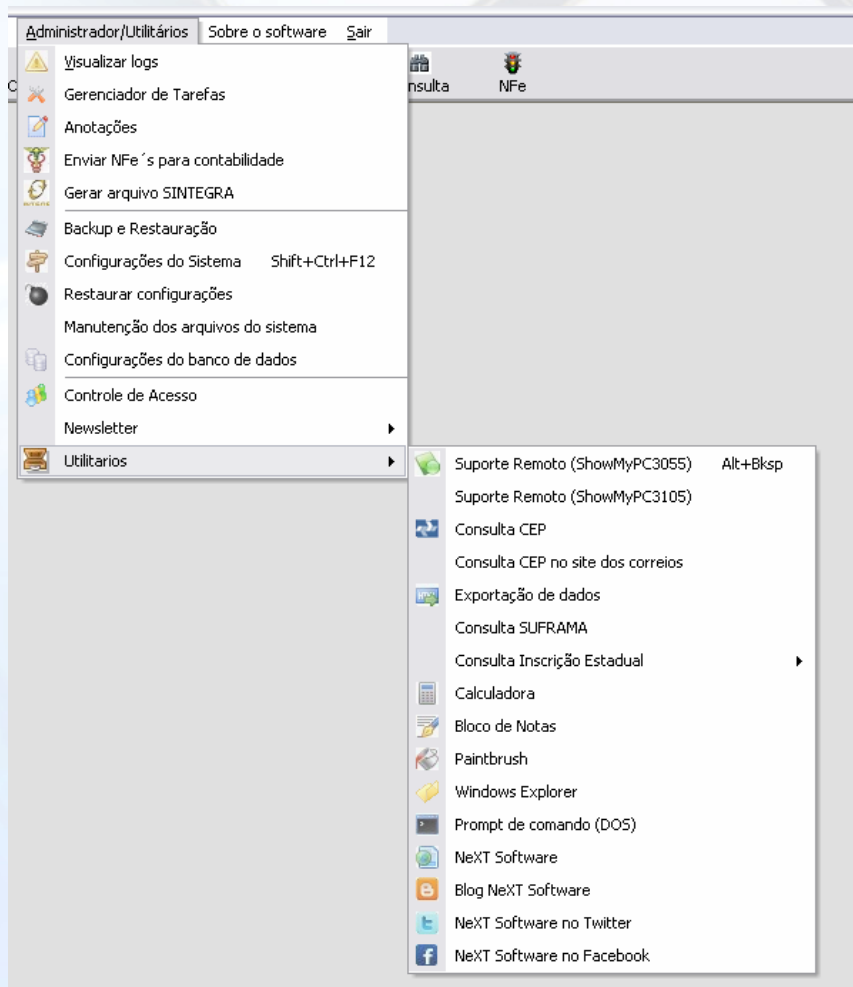 Administrador/Utilitários Sobre o software Sair
nsulta NFe
Visualizar logs
Gerenciador de Tarefas
Anotações
Enviar NFe´s para contabilidade
Gerar arquivo SINTEGRA
Backup e Restauração
Configurações do Sistema Shift+Ctrl+F12
Restaurar configurações
Manutenção dos arquivos do sistema
Configurações do banco de dados
Controle de Acesso
Newsletter
Utilitarios
Suporte Remoto (ShowMyPC3055) Alt+Bksp
Suporte Remoto (ShowMyPC3105)
Consulta CEP
Consulta CEP no site dos correios
Exportação de dados
Consulta SUFRAMA
Consulta Inscrição Estadual
Calculadora
Bloco de Notas
Paintbrush
Windows Explorer
Prompt de comando (DOS)
NeXT Software
Blog NeXT Software
NeXT Software no Twitter
NeXT Software no Facebook